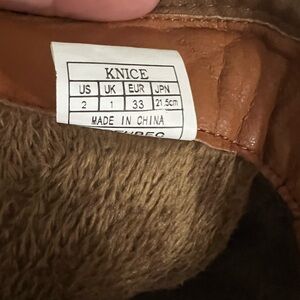 KNICE
US UK EUR JPN
2 1 33 21.5cm
MADE IN CHINA